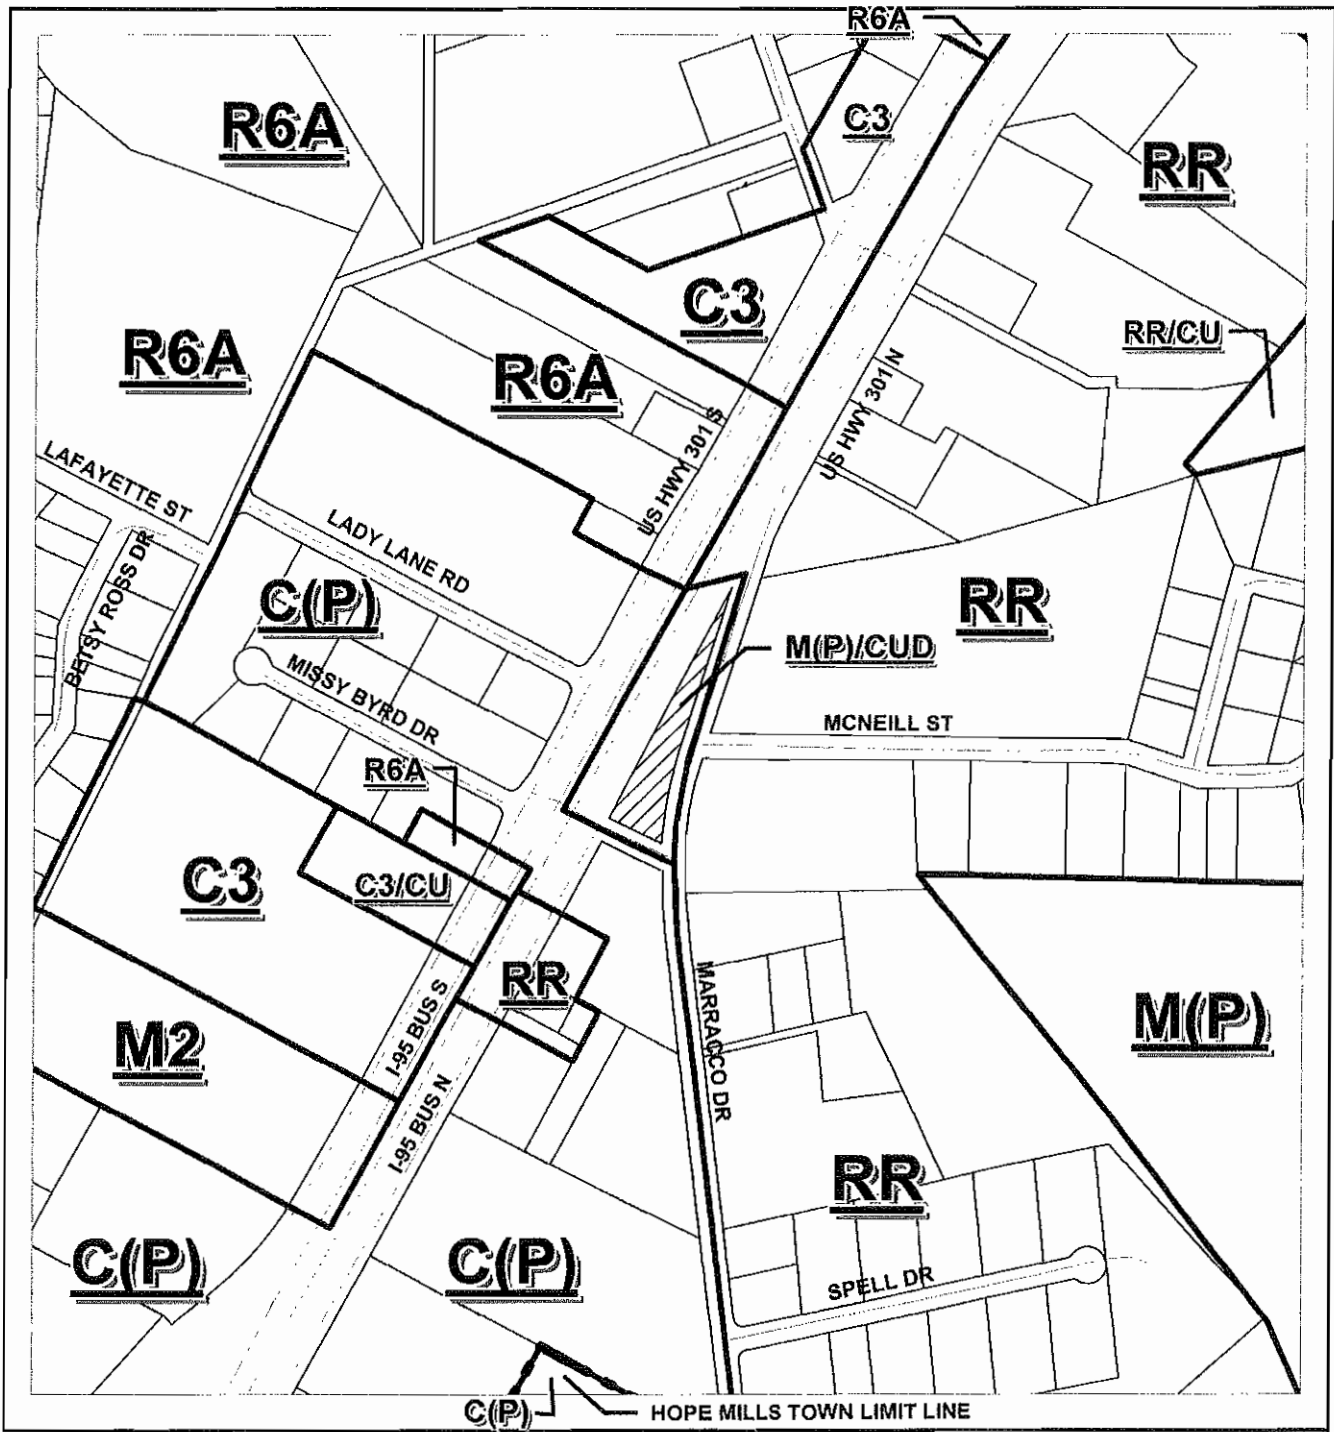 R6A
R6A
C3
RR
C3
RR/CU
R6A
R6A
US HWY 301 N
US HWY 301 S
LAFAYETTE ST
LADY LANE RD
BETSY ROSS DR
C(P)
RR
M(P)/CUD
MISSY BYRD DR
MCNEILL ST
R6A
C3
C3/CU
RR
MARRACCO DR
M(P)
M2
I-95 BUS S
I-95 BUS N
RR
C(P)
C(P)
SPELL DR
C(P)
HOPE MILLS TOWN LIMIT LINE